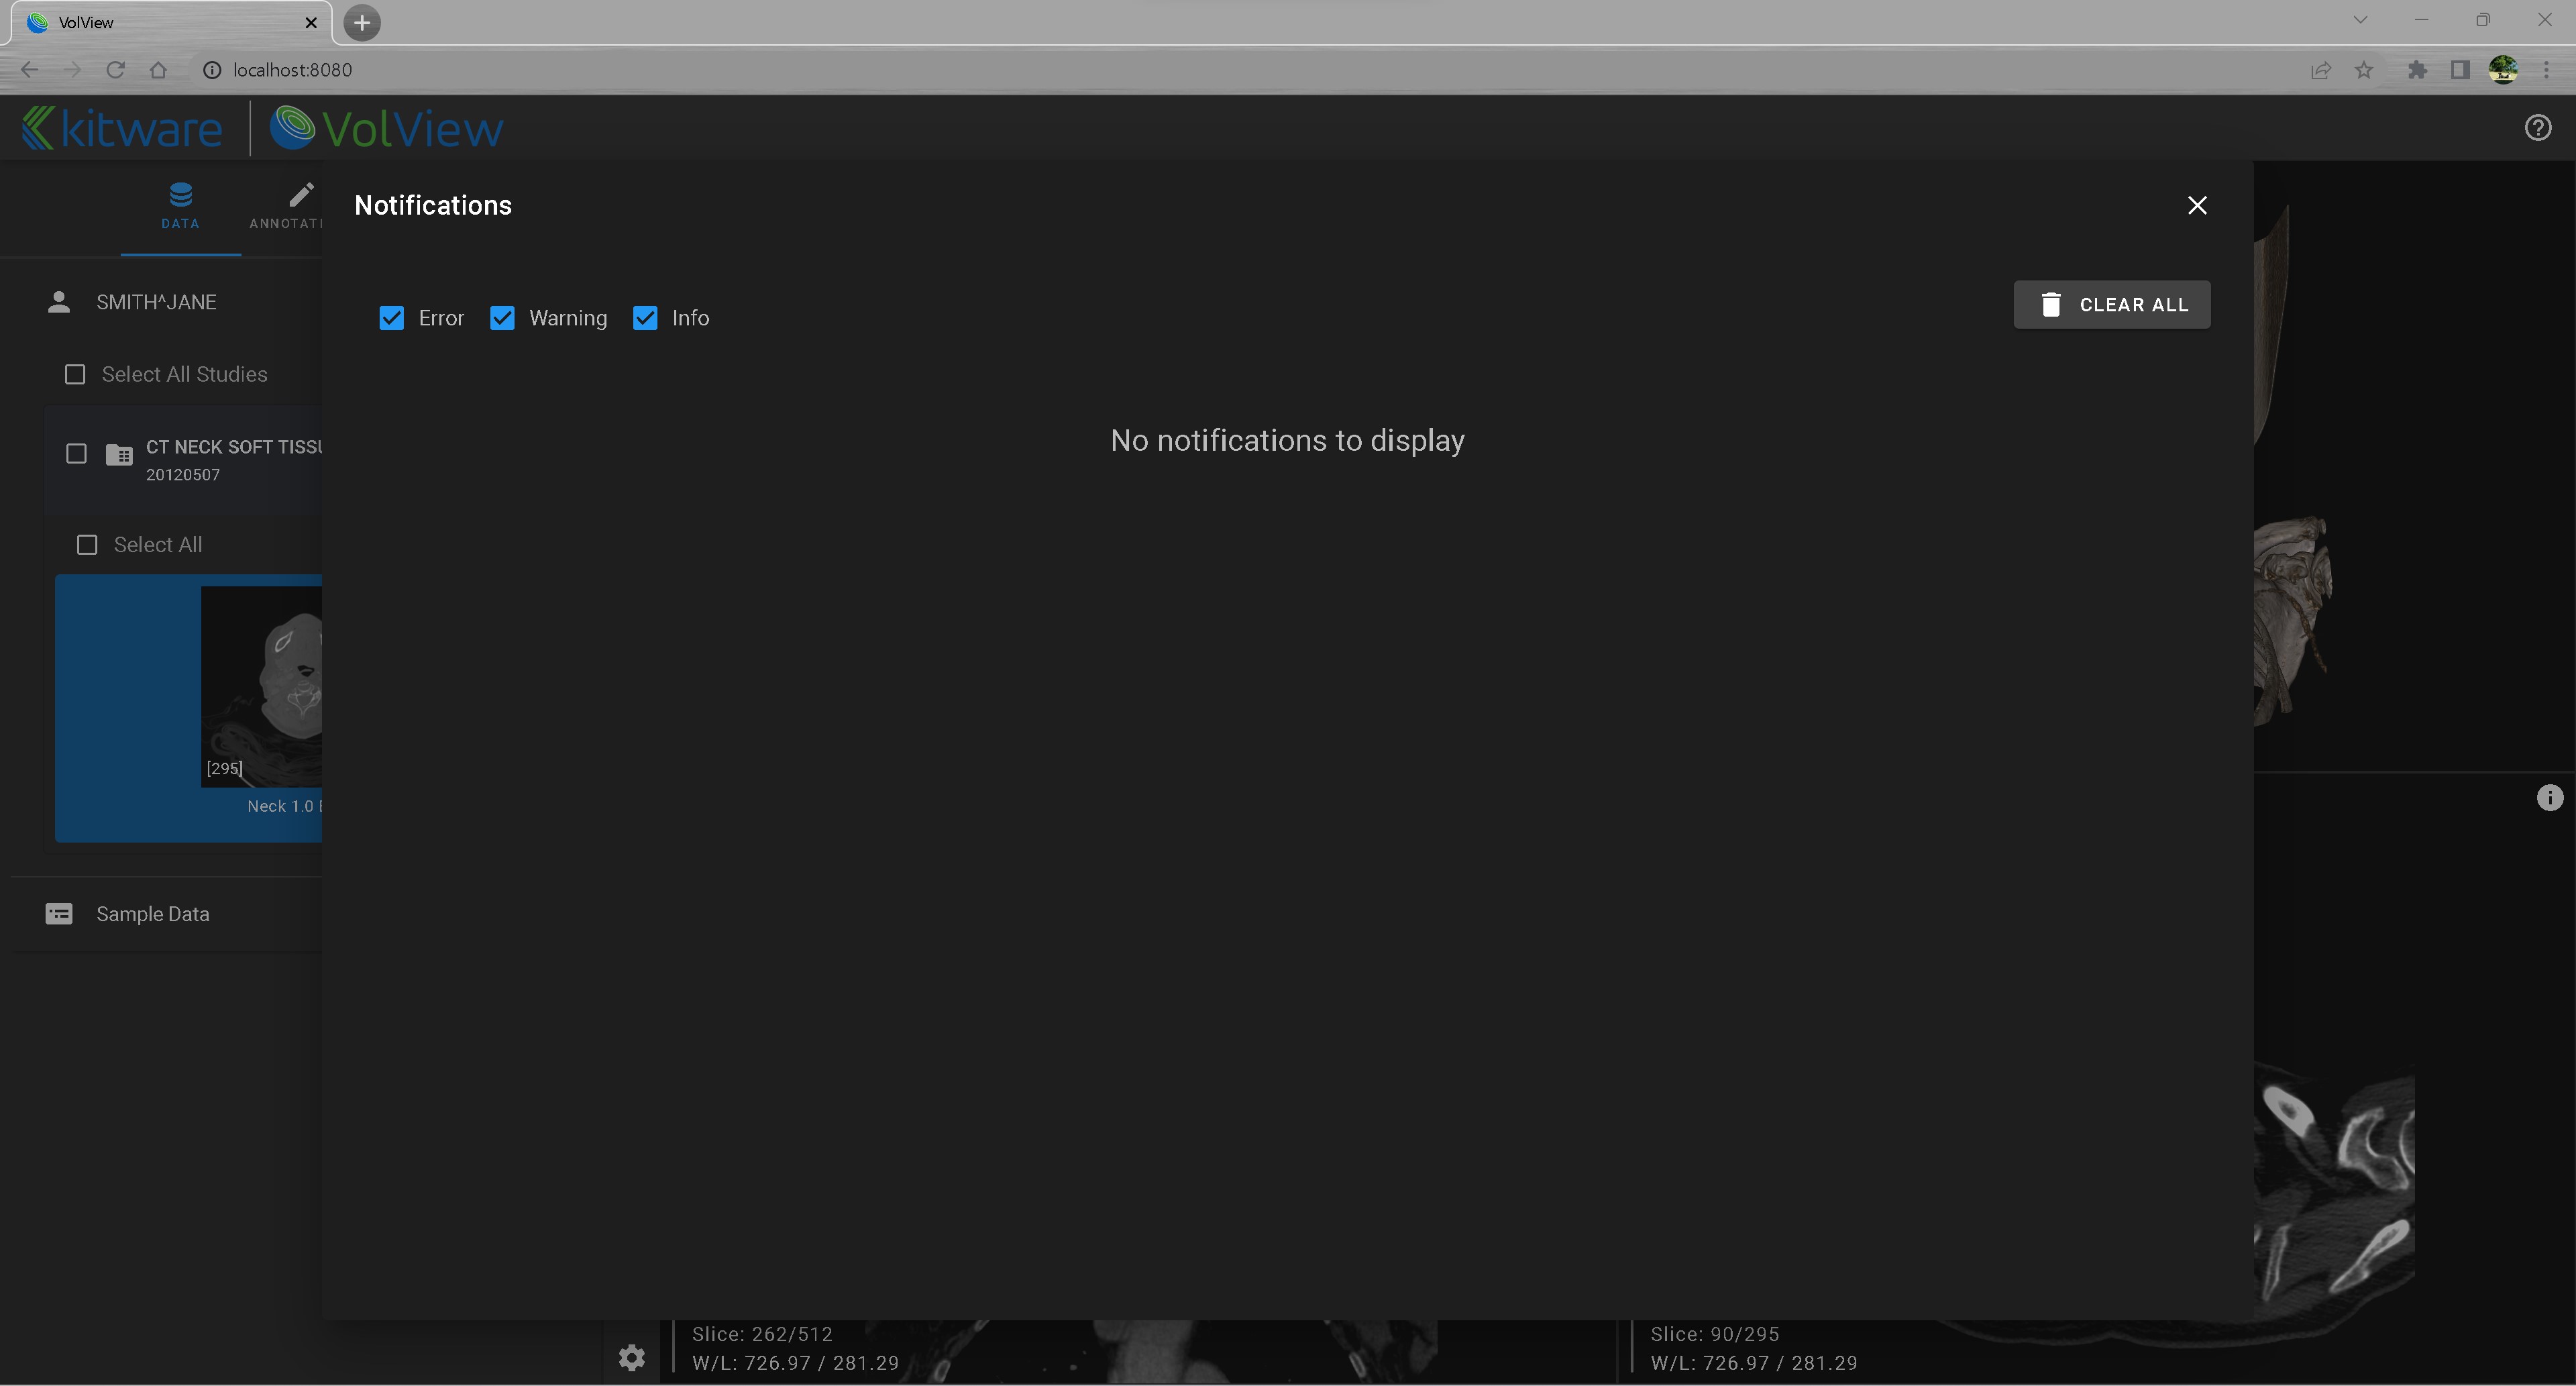 VolView
localhost:8080
kitware
VolView
DATA
ANNOTATI
Notifications
SMITH^JANE
Error
Warning
Info
CLEAR ALL
Select All Studies
CT NECK SOFT TISSU
20120507
No notifications to display
Select All
[295]
Neck 1.0
Sample Data
Slice: 262/512
W/L: 726.97 / 281.29
Slice: 90/295
W/L: 726.97 / 281.29